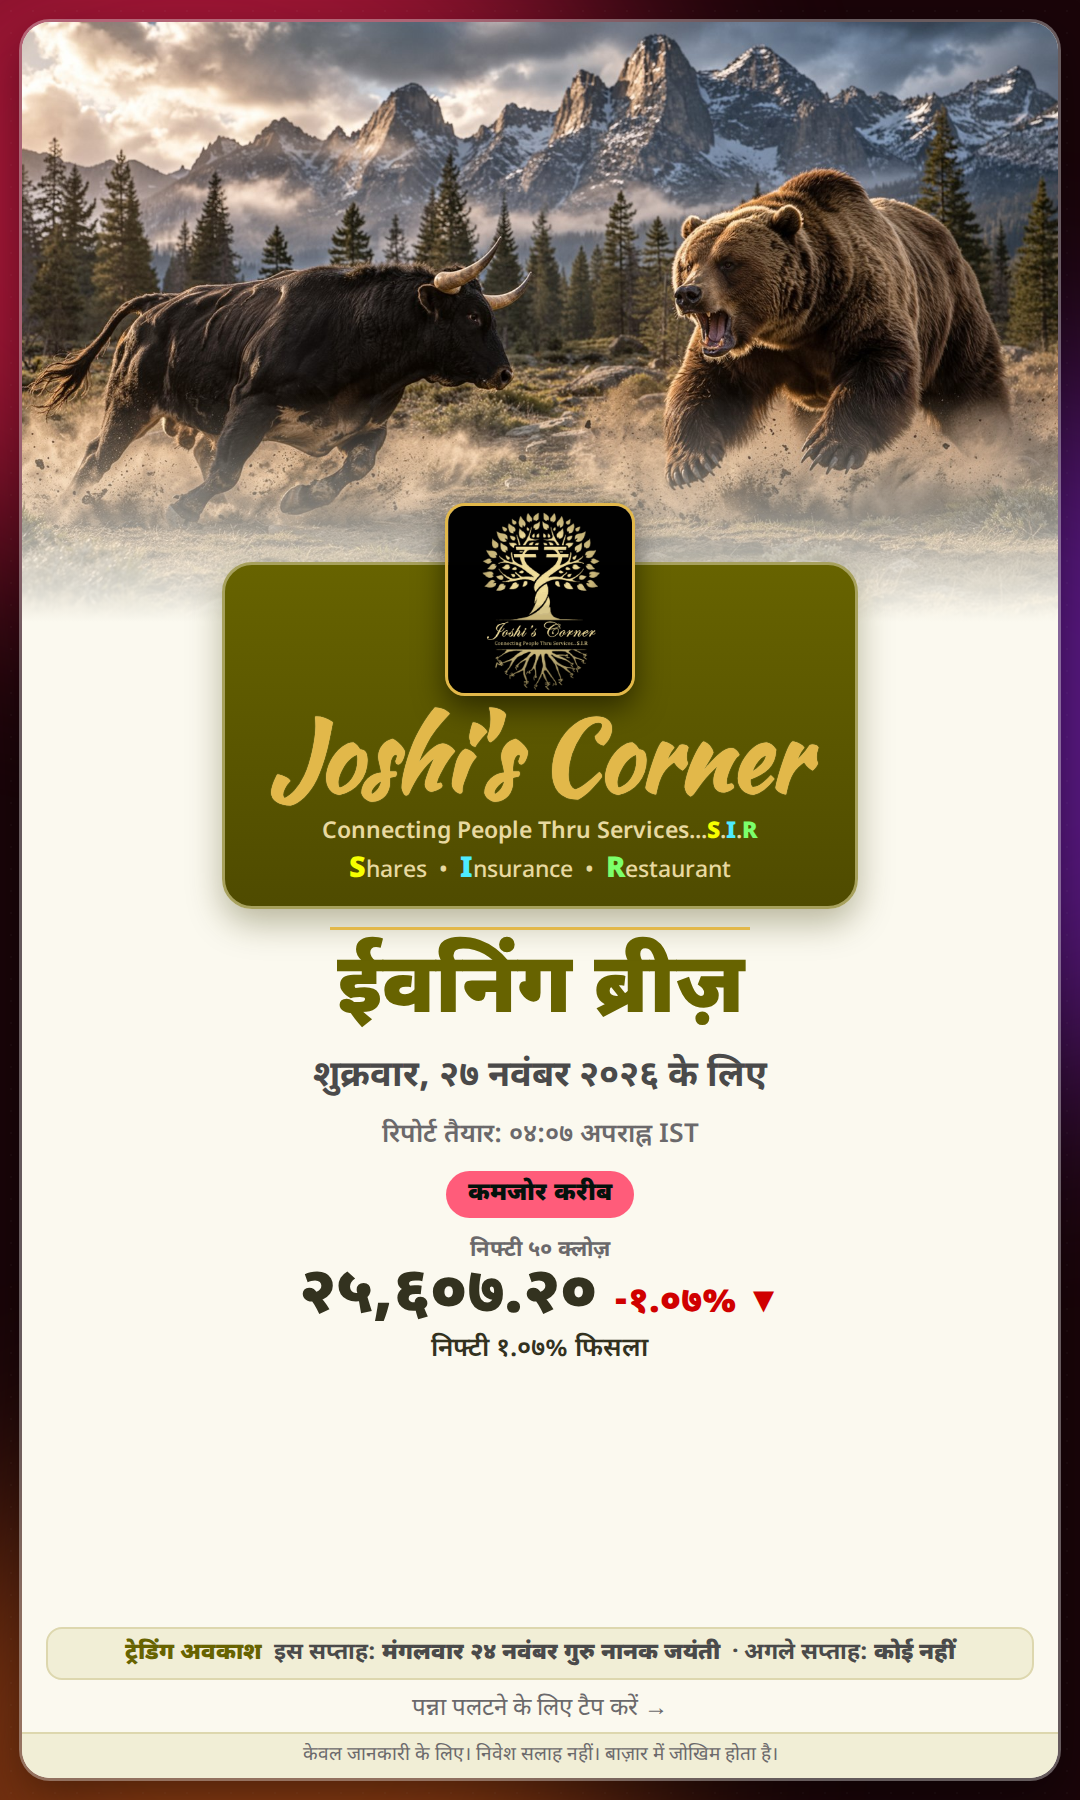 Joshi's Corner
Connecting People Thru Services...S.I.R
Joshi's Corner
Connecting People Thru Services...S.I.R
Shares • Insurance • Restaurant
ईवनिंग ब्रीज़
शुक्रवार, २७ नवंबर २०२६ के लिए
रिपोर्ट तैयार: ०४:०७ अपराह्न IST
कमजोर करीब
निफ्टी ५० क्लोज़
२५,६०७.२० -१.०७% ▼
निफ्टी १.०७% फिसला
ट्रेडिंग अवकाश इस सप्ताह: मंगलवार २४ नवंबर गुरु नानक जयंती · अगले सप्ताह: कोई नहीं
पन्ना पलटने के लिए टैप करें →
केवल जानकारी के लिए। निवेश सलाह नहीं। बाज़ार में जोखिम होता है।